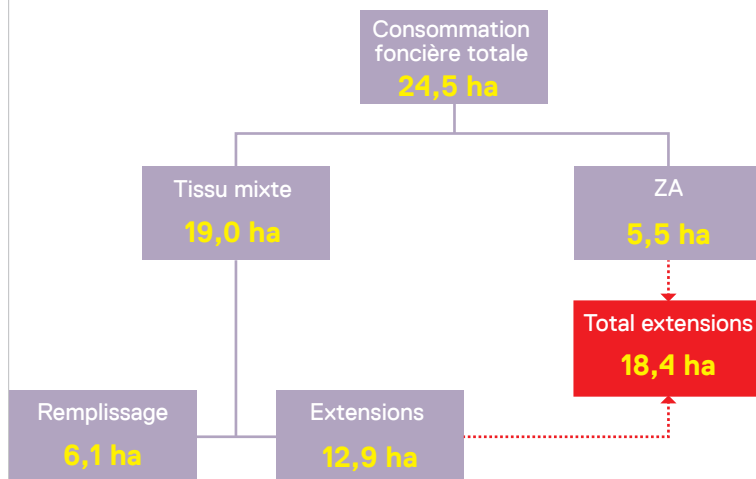 Consommation
foncière totale
24,5 ha
Tissu mixte
19,0 ha
ZA
5,5 ha
Total extensions
18,4 ha
Remplissage
6,1 ha
Extensions
12,9 ha